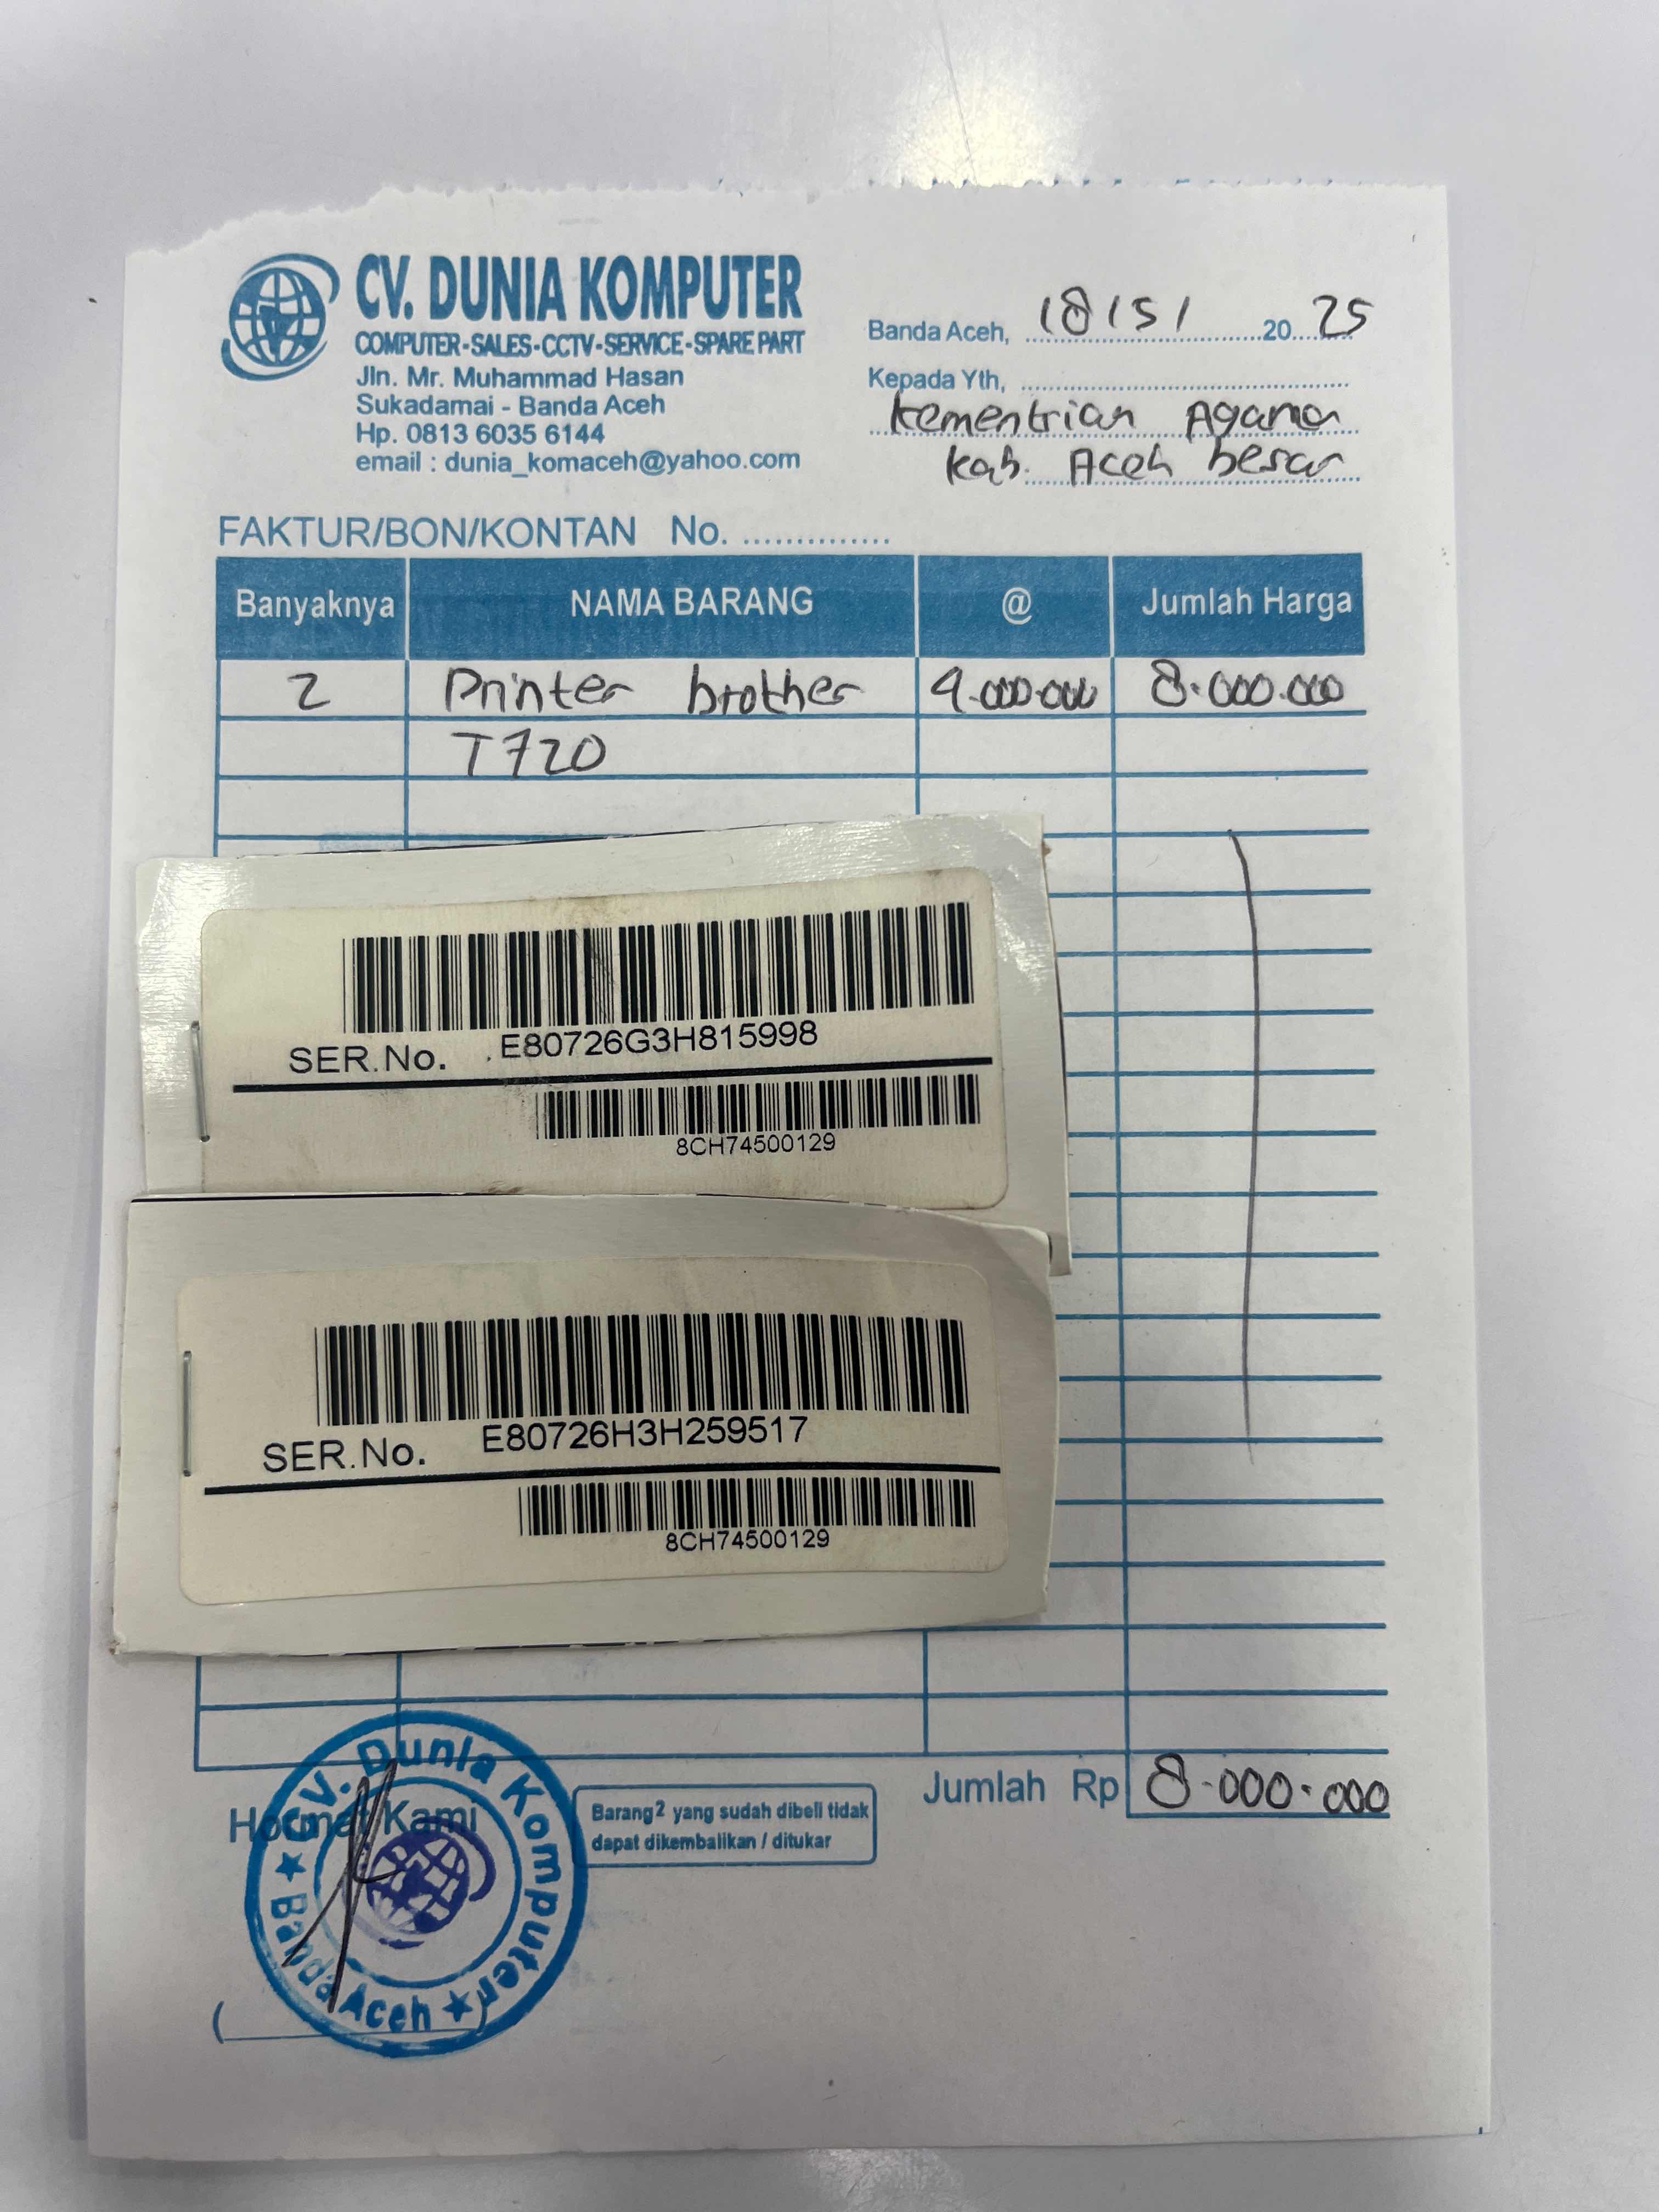 CV. DUNIA KOMPUTER
COMPUTER-SALES-CCTV-SERVICE-SPARE PART
Jln. Mr. Muhammad Hasan
Sukadamai - Banda Aceh
Hp. 0813 6035 6144
email : dunia_komaceh@yahoo.com
Banda Aceh, 18/5/ 2025
Kepada Yth,
Kementrian Agama
Kab. Aceh besar
FAKTUR/BON/KONTAN No. ..............
Banyaknya NAMA BARANG @ Jumlah Harga
2 Printer brother 4.000.000 8.000.000
T720
SER.No. E80726G3H815998
8CH74500129
SER.No. E80726H3H259517
8CH74500129
Jumlah Rp 8.000.000
Hormat Kami
Barang2 yang sudah dibeli tidak
dapat dikembalikan / ditukar
CV. Dunia Komputer
Banda Aceh